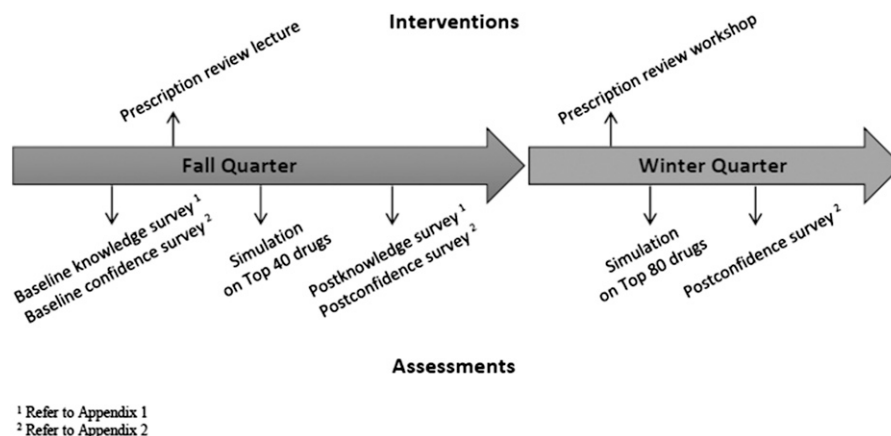 Interventions
Prescription review lecture
Prescription review workshop
Fall Quarter
Winter Quarter
Baseline knowledge survey 1
Baseline confidence survey 2
Simulation
on Top 40 drugs
Postknowledge survey 1
Postconfidence survey 2
Simulation
on Top 80 drugs
Postconfidence survey 2
Assessments
1 Refer to Appendix 1
2 Refer to Appendix 2